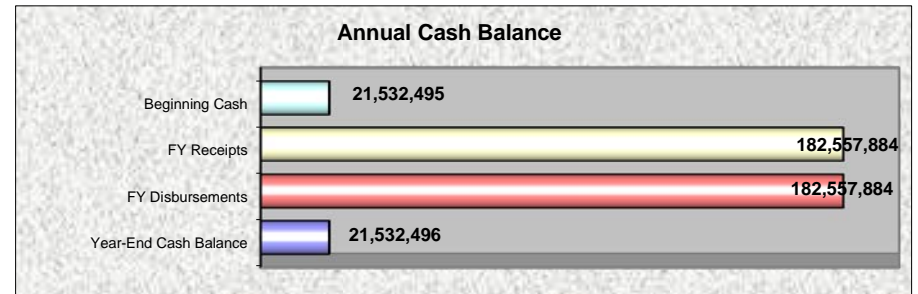 Annual Cash Balance
Beginning Cash 21,532,495
FY Receipts 182,557,884
FY Disbursements 182,557,884
Year-End Cash Balance 21,532,496